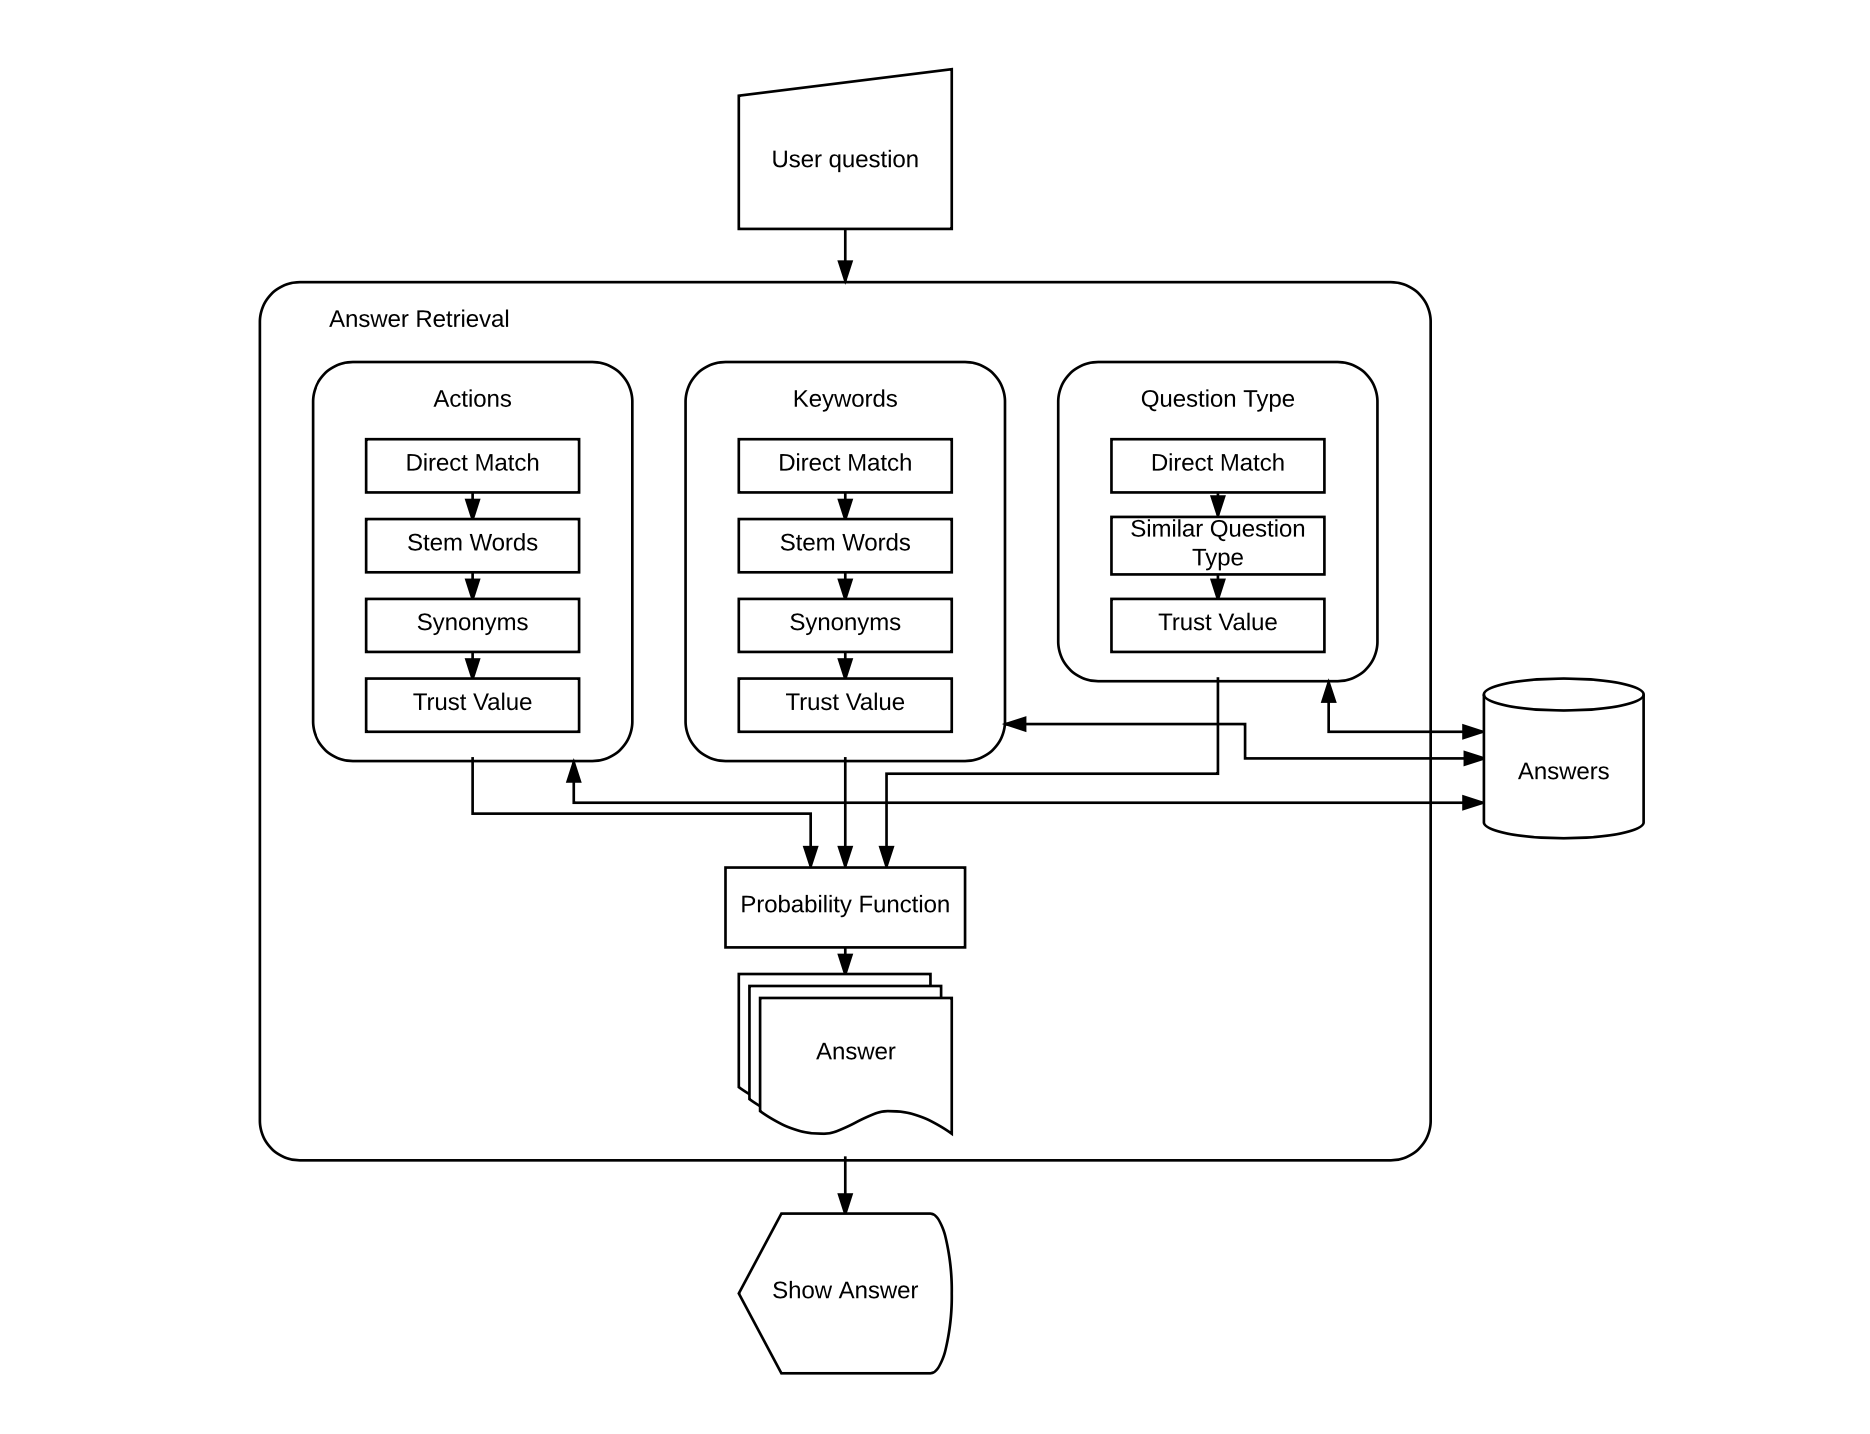 User question
Answer Retrieval
Actions
Direct Match
Stem Words
Synonyms
Trust Value
Keywords
Direct Match
Stem Words
Synonyms
Trust Value
Question Type
Direct Match
Similar Question
Type
Trust Value
Answers
Probability Function
Answer
Show Answer